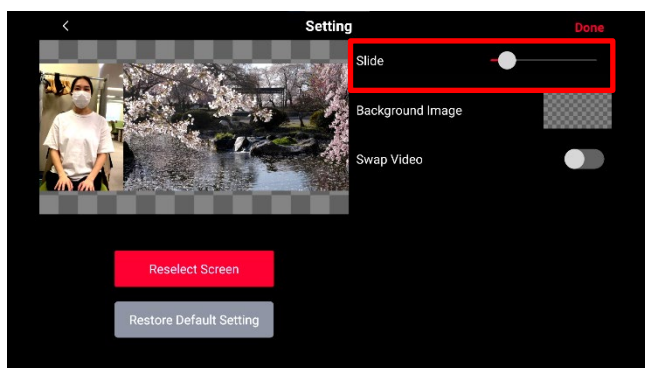 Setting
Done
Slide
Background Image
Swap Video
Reselect Screen
Restore Default Setting